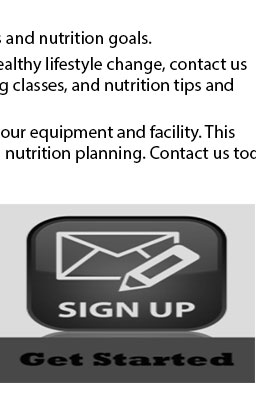 s and nutrition goals.
ealthy lifestyle change, contact us
g classes, and nutrition tips and
our equipment and facility. This
nutrition planning. Contact us tod
SIGN UP
Get Started